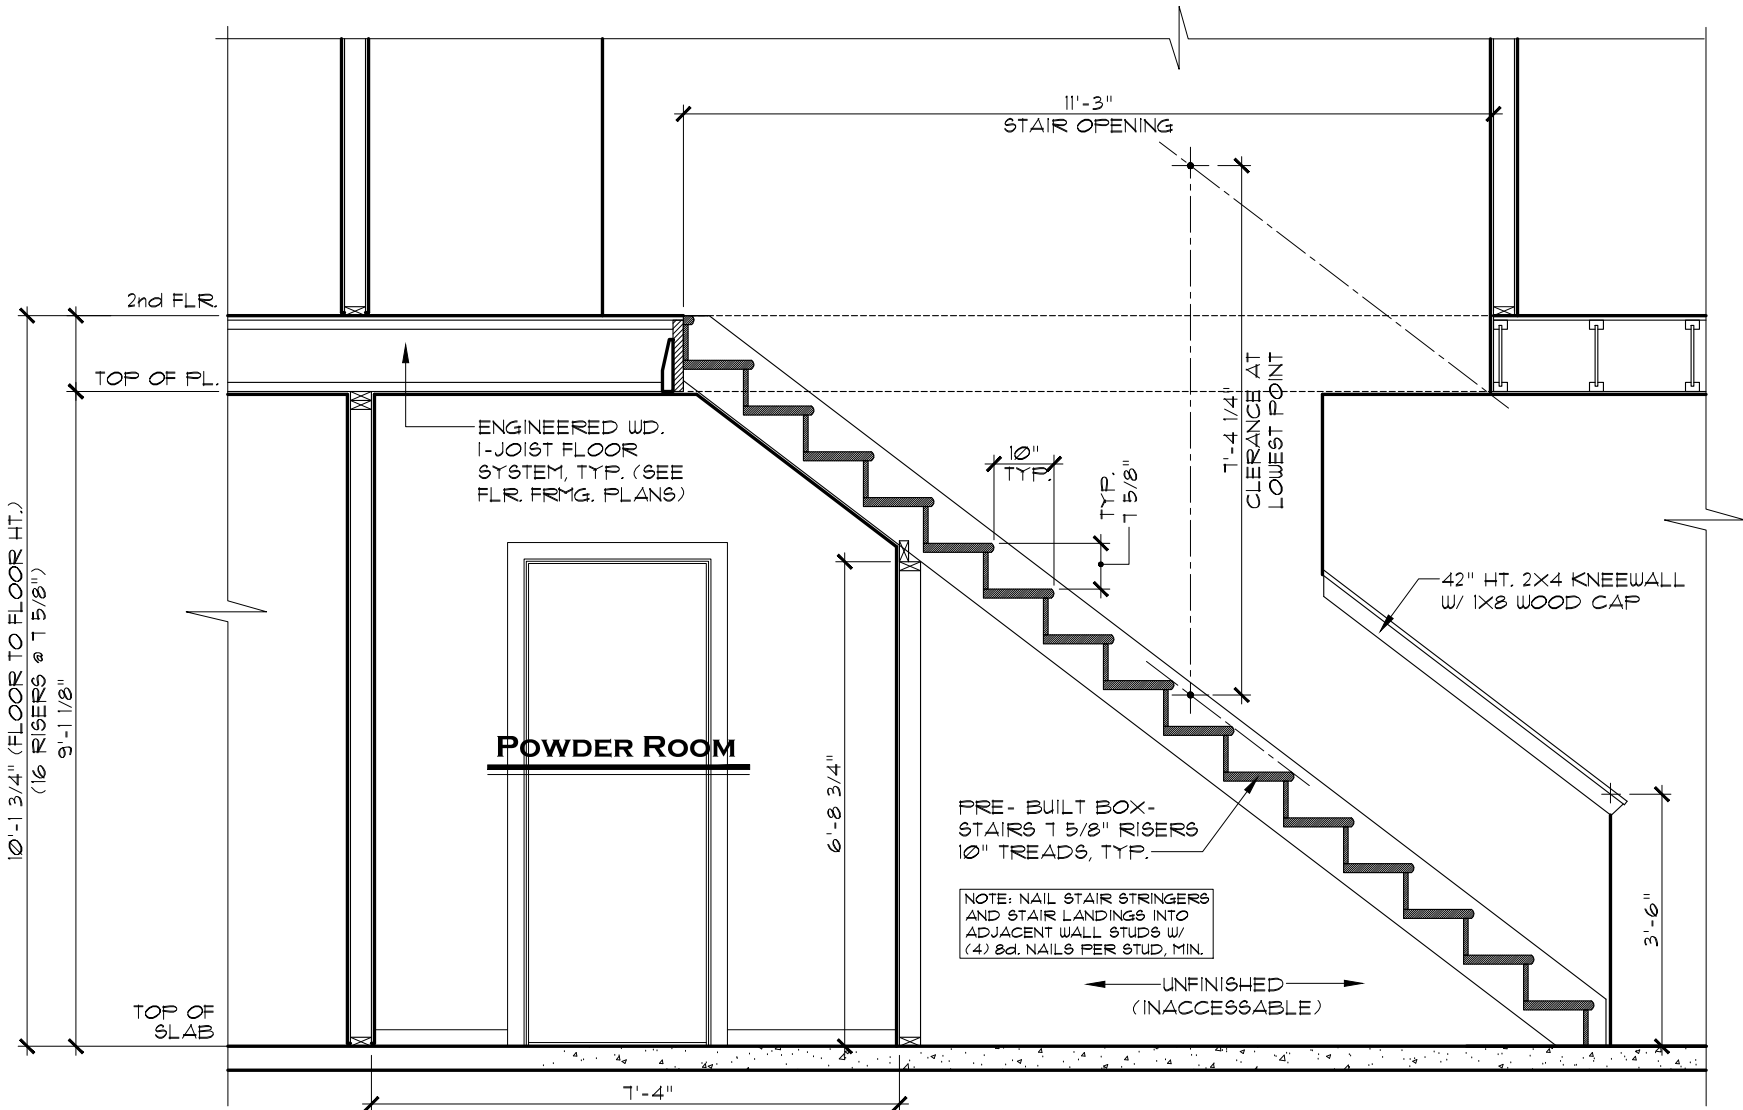 11'-3"
STAIR OPENING
2nd FLR.
TOP OF PL.
ENGINEERED WD.
I-JOIST FLOOR
SYSTEM, TYP. (SEE
FLR. FRMG. PLANS)
10"
TYP.
TYP.
7 5/8"
7'-4 1/4"
CLERANCE AT
LOWEST POINT
42" HT. 2X4 KNEEWALL
W/ 1X8 WOOD CAP
10'-1 3/4" (FLOOR TO FLOOR HT.)
(16 RISERS @ 7 5/8")
9'-1 1/8"
POWDER ROOM
6'-8 3/4"
PRE- BUILT BOX-
STAIRS 7 5/8" RISERS
10" TREADS, TYP.
NOTE: NAIL STAIR STRINGERS
AND STAIR LANDINGS INTO
ADJACENT WALL STUDS W/
(4) 8d. NAILS PER STUD, MIN.
3'-6"
UNFINISHED
(INACCESSABLE)
TOP OF
SLAB
7'-4"